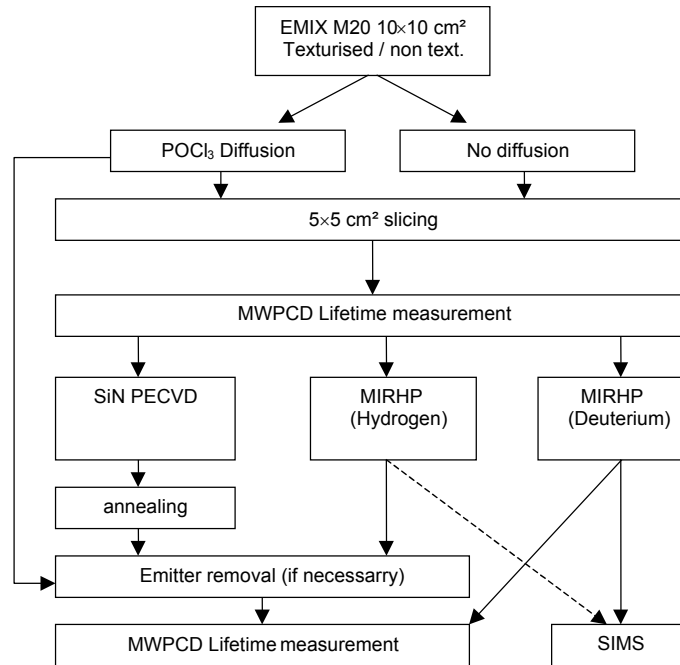 EMIX M20 10×10 cm²
Texturised / non text.
POCl₃ Diffusion
No diffusion
5×5 cm² slicing
MWPCD Lifetime measurement
SiN PECVD
MIRHP
(Hydrogen)
MIRHP
(Deuterium)
annealing
Emitter removal (if necessarry)
MWPCD Lifetime measurement
SIMS